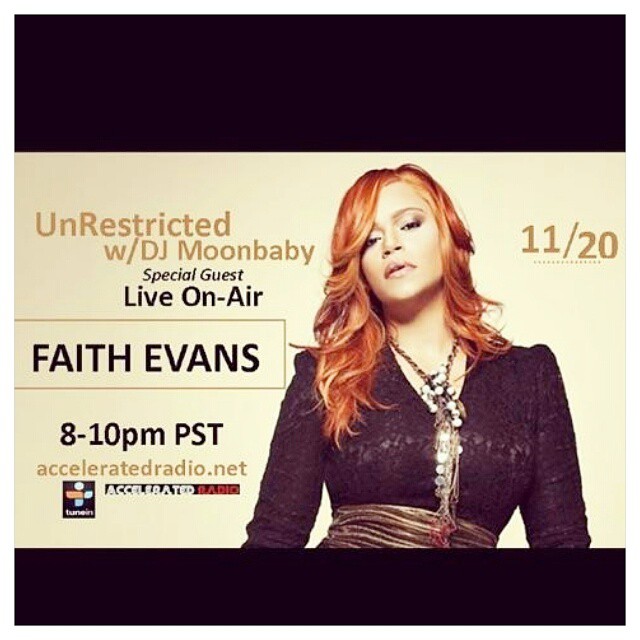 UnRestricted
w/DJ Moonbaby
Special Guest
Live On-Air
11/20
FAITH EVANS
8-10pm PST
acceleratedradio.net
tunein
ACCELERATED RADIO